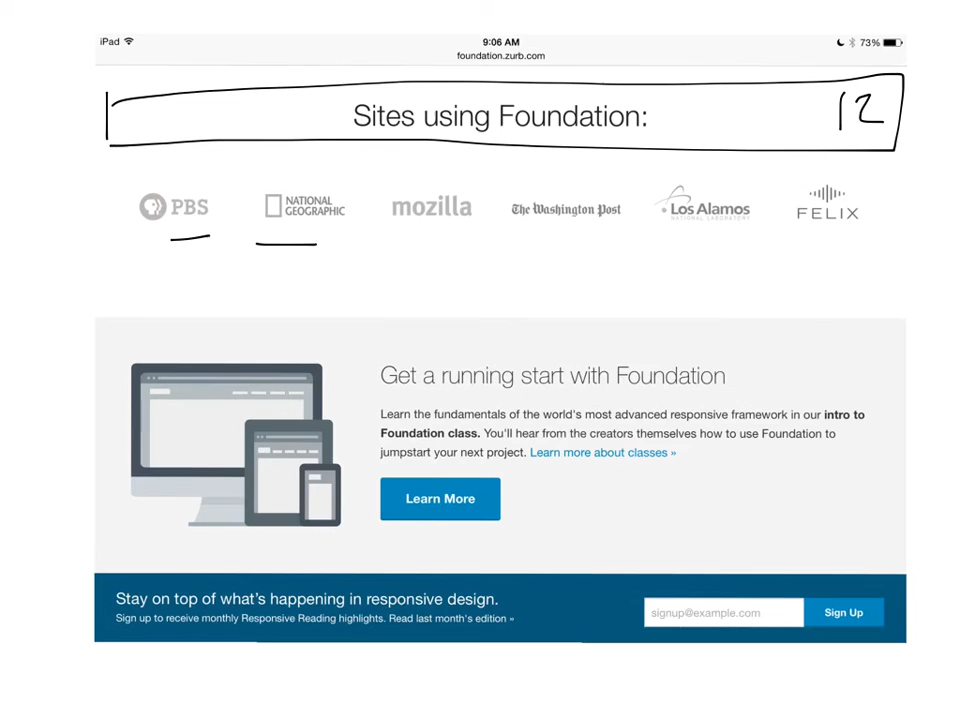 iPad 9:06 AM 73%
foundation.zurb.com
Sites using Foundation: 12
PBS NATIONAL GEOGRAPHIC mozilla The Washington Post Los Alamos NATIONAL LABORATORY FELIX
Get a running start with Foundation
Learn the fundamentals of the world's most advanced responsive framework in our intro to
Foundation class. You'll hear from the creators themselves how to use Foundation to
jumpstart your next project. Learn more about classes »
Learn More
Stay on top of what's happening in responsive design.
Sign up to receive monthly Responsive Reading highlights. Read last month's edition »
signup@example.com Sign Up